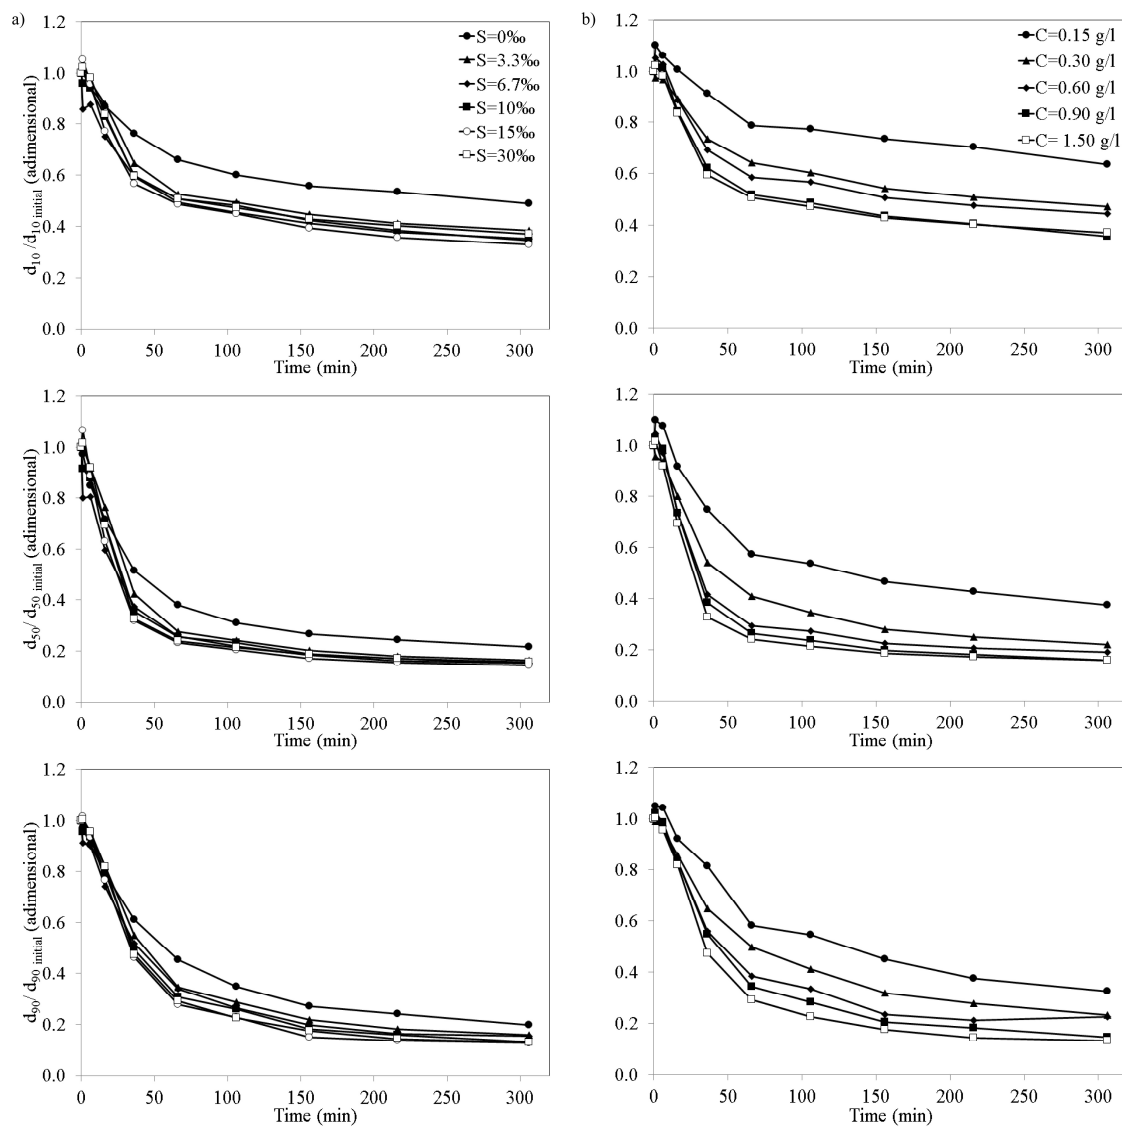 a)
d10/d10 initial (adimensional)
1.2
1.0
0.8
0.6
0.4
0.2
0.0
S=0‰
S=3.3‰
S=6.7‰
S=10‰
S=15‰
S=30‰
0 50 100 150 200 250 300
Time (min)
b)
1.2
1.0
0.8
0.6
0.4
0.2
0.0
C=0.15 g/l
C=0.30 g/l
C=0.60 g/l
C=0.90 g/l
C= 1.50 g/l
0 50 100 150 200 250 300
Time (min)
d50/ d50 initial (adimensional)
1.2
1.0
0.8
0.6
0.4
0.2
0.0
0 50 100 150 200 250 300
Time (min)
1.2
1.0
0.8
0.6
0.4
0.2
0.0
0 50 100 150 200 250 300
Time (min)
d90/ d90 initial (adimensional)
1.2
1.0
0.8
0.6
0.4
0.2
0.0
0 50 100 150 200 250 300
Time (min)
1.2
1.0
0.8
0.6
0.4
0.2
0.0
0 50 100 150 200 250 300
Time (min)